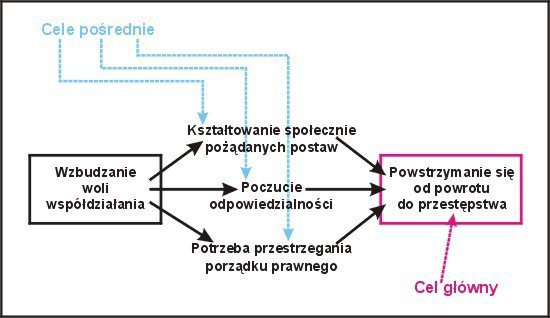 Cele pośrednie
Kształtowanie społecznie
pożądanych postaw
Wzbudzanie
woli
współdziałania
Poczucie
odpowiedzialności
Powstrzymanie się
od powrotu
do przestępstwa
Potrzeba przestrzegania
porządku prawnego
Cel główny